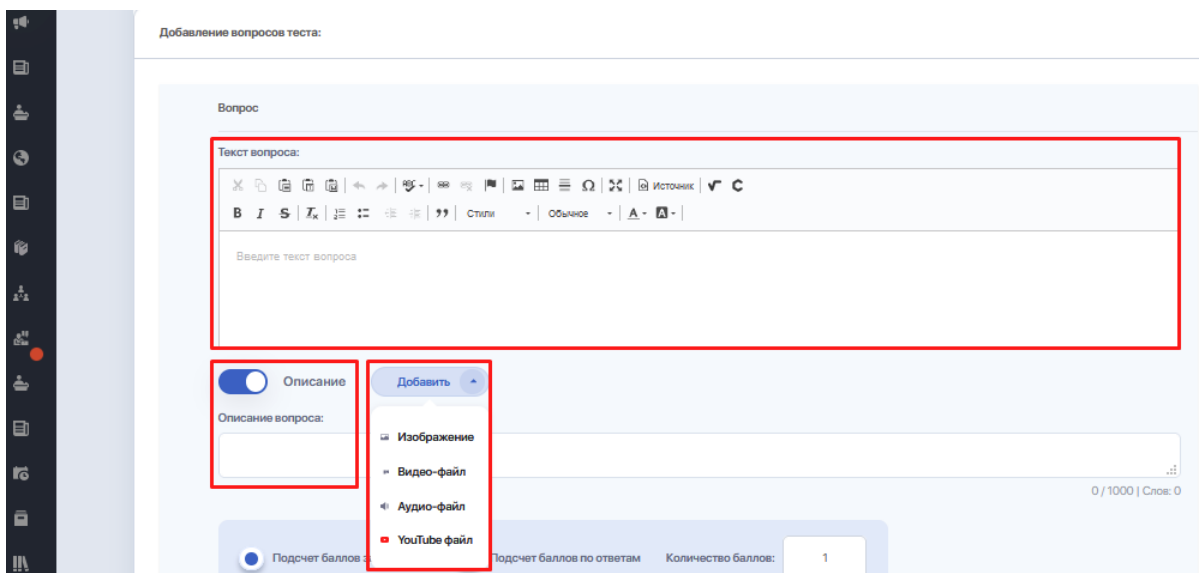 Добавление вопросов теста:
Вопрос
Текст вопроса:
Источник
B I S Tx Стили Обычное A A
Введите текст вопроса
Описание Добавить
Описание вопроса:
Изображение
Видео-файл
0 / 1000 | Слов: 0
Аудио-файл
YouTube файл
Подсчет баллов Подсчет баллов по ответам Количество баллов: 1